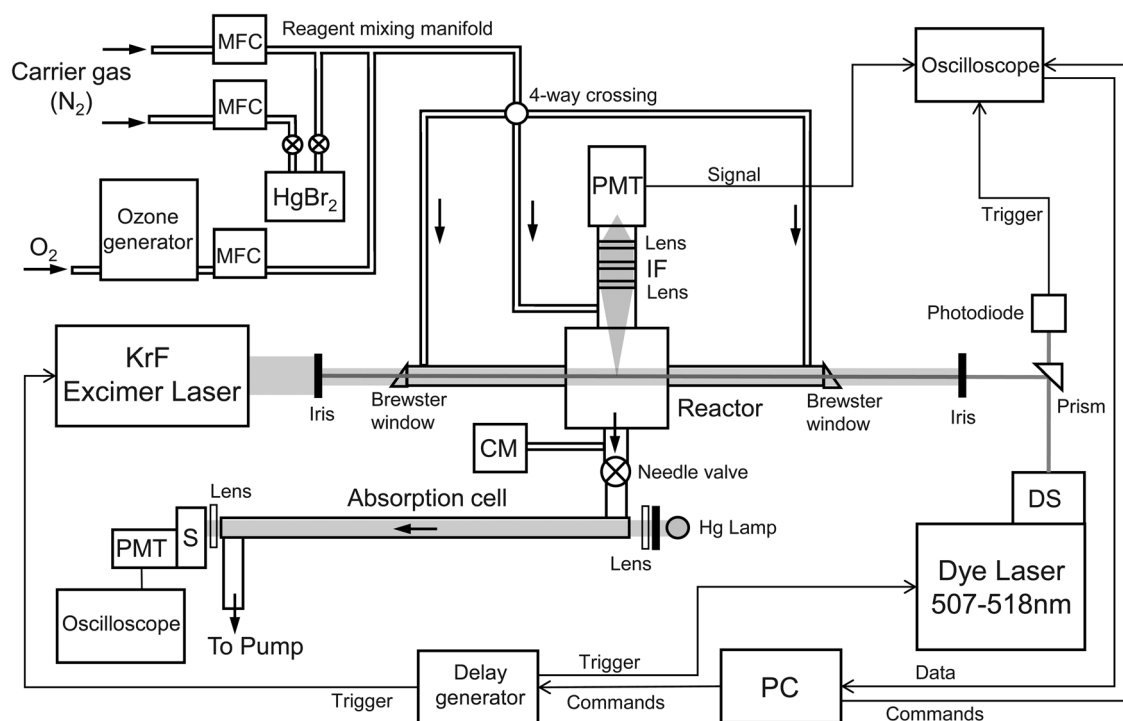 MFC
Reagent mixing manifold
Carrier gas
(N₂)
MFC
HgBr₂
Ozone
generator
O₂
MFC
4-way crossing
PMT
Signal
Oscilloscope
Trigger
Lens
IF
Lens
Photodiode
KrF
Excimer Laser
Iris
Brewster
window
Reactor
Brewster
window
Iris
Prism
CM
Needle valve
Absorption cell
Lens
PMT
S
Oscilloscope
Lens
Hg Lamp
To Pump
DS
Dye Laser
507-518nm
Trigger
Delay
generator
Trigger
Commands
PC
Data
Commands